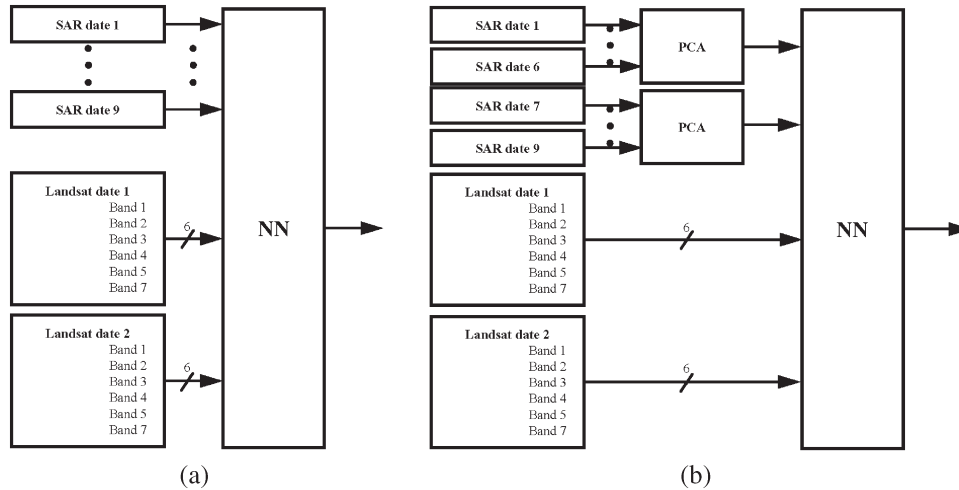 SAR date 1
SAR date 9
Landsat date 1
Band 1
Band 2
Band 3
Band 4
Band 5
Band 7
6
Landsat date 2
Band 1
Band 2
Band 3
Band 4
Band 5
Band 7
6
NN
(a)
SAR date 1
SAR date 6
PCA
SAR date 7
SAR date 9
PCA
Landsat date 1
Band 1
Band 2
Band 3
Band 4
Band 5
Band 7
6
Landsat date 2
Band 1
Band 2
Band 3
Band 4
Band 5
Band 7
6
NN
(b)